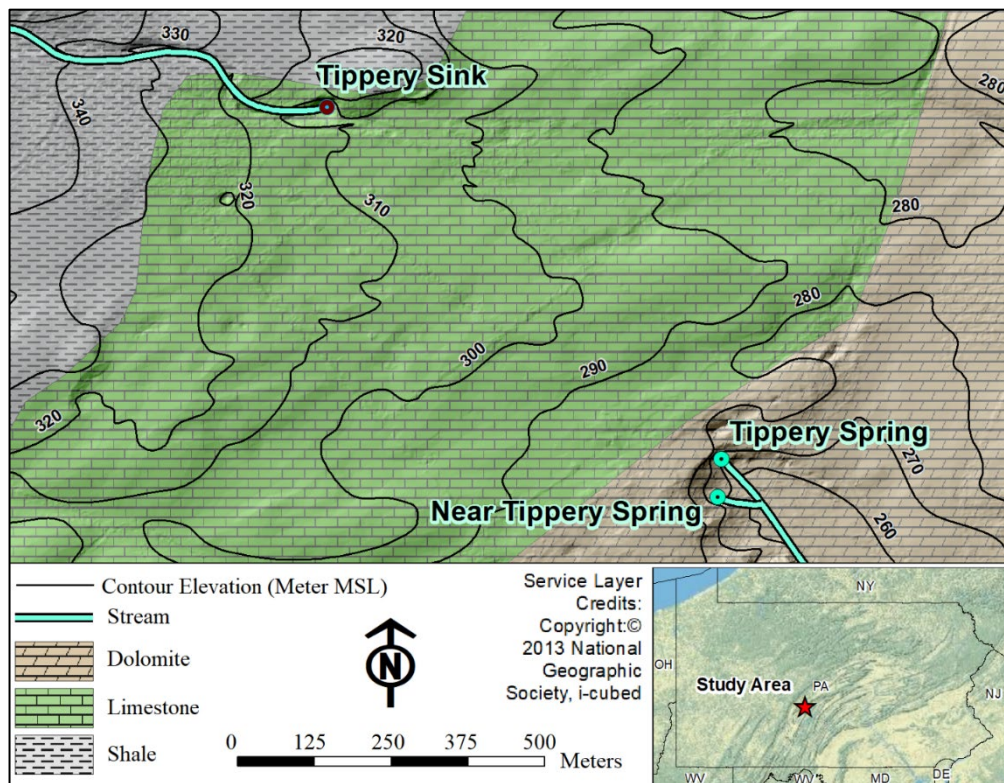 330
320
Tippery Sink
280
340
320
310
280
280
300
290
320
Tippery Spring
270
Near Tippery Spring
260
Contour Elevation (Meter MSL)
Stream
Dolomite
Limestone
Shale
N
0 125 250 375 500
Meters
Service Layer
Credits:
Copyright:©
2013 National
Geographic
Society, i-cubed
NY
OH
Study Area
PA
NJ
WV
WV
MD
DE